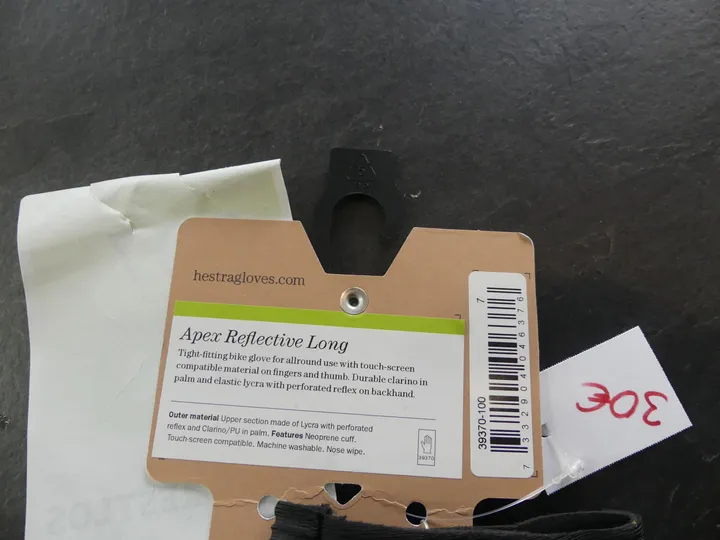 hestragloves.com
Apex Reflective Long
Tight-fitting bike glove for allround use with touch-screen
compatible material on fingers and thumb. Durable clarino in
palm and elastic lycra with perforated reflex on backhand.
Outer material Upper section made of Lycra with perforated
reflex and Clarino/PU in palm. Features Neoprene cuff.
Touch-screen compatible. Machine washable. Nose wipe.
39370
39370-100
7 332904 046376
7
30€